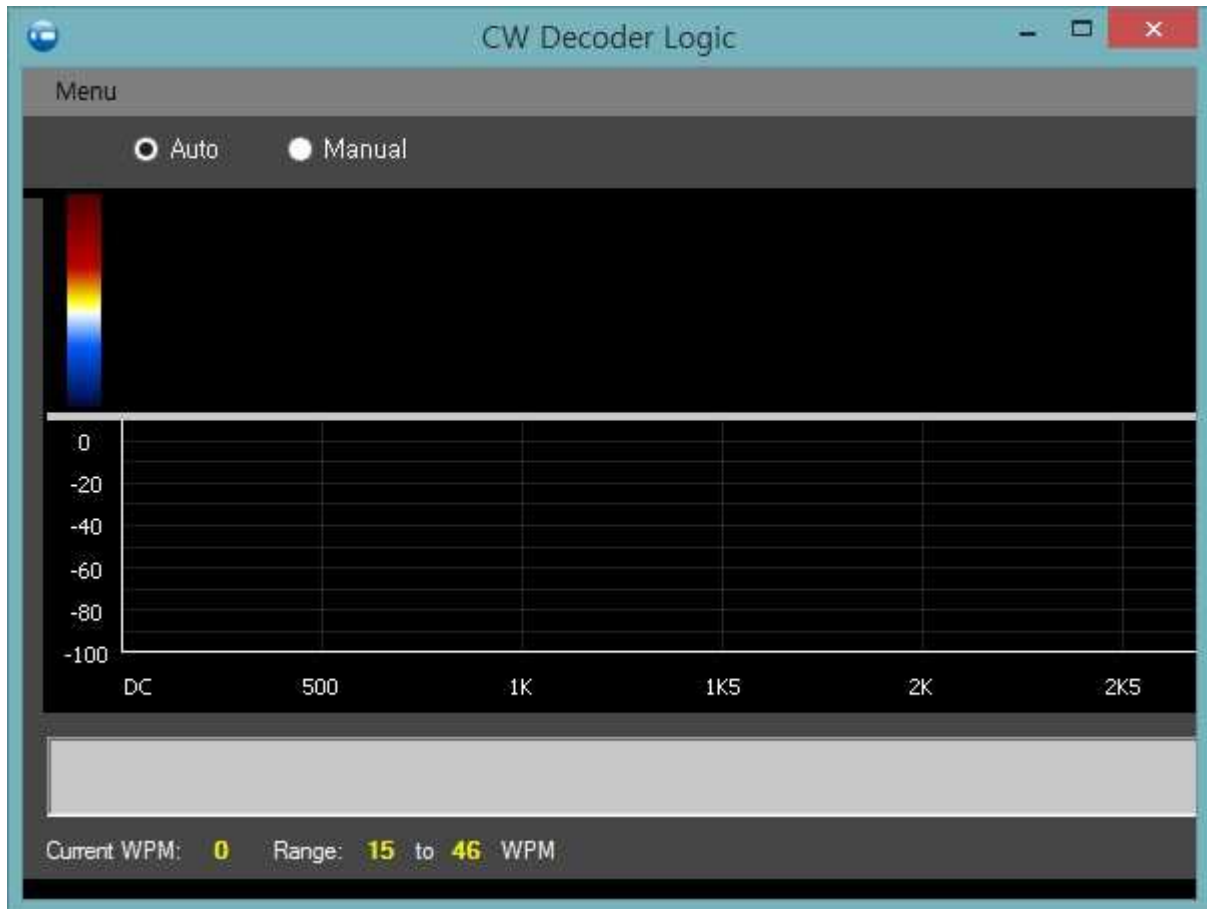 CW Decoder Logic
Menu
Auto Manual
0
-20
-40
-60
-80
-100
DC 500 1K 1K5 2K 2K5
Current WPM: 0 Range: 15 to 46 WPM